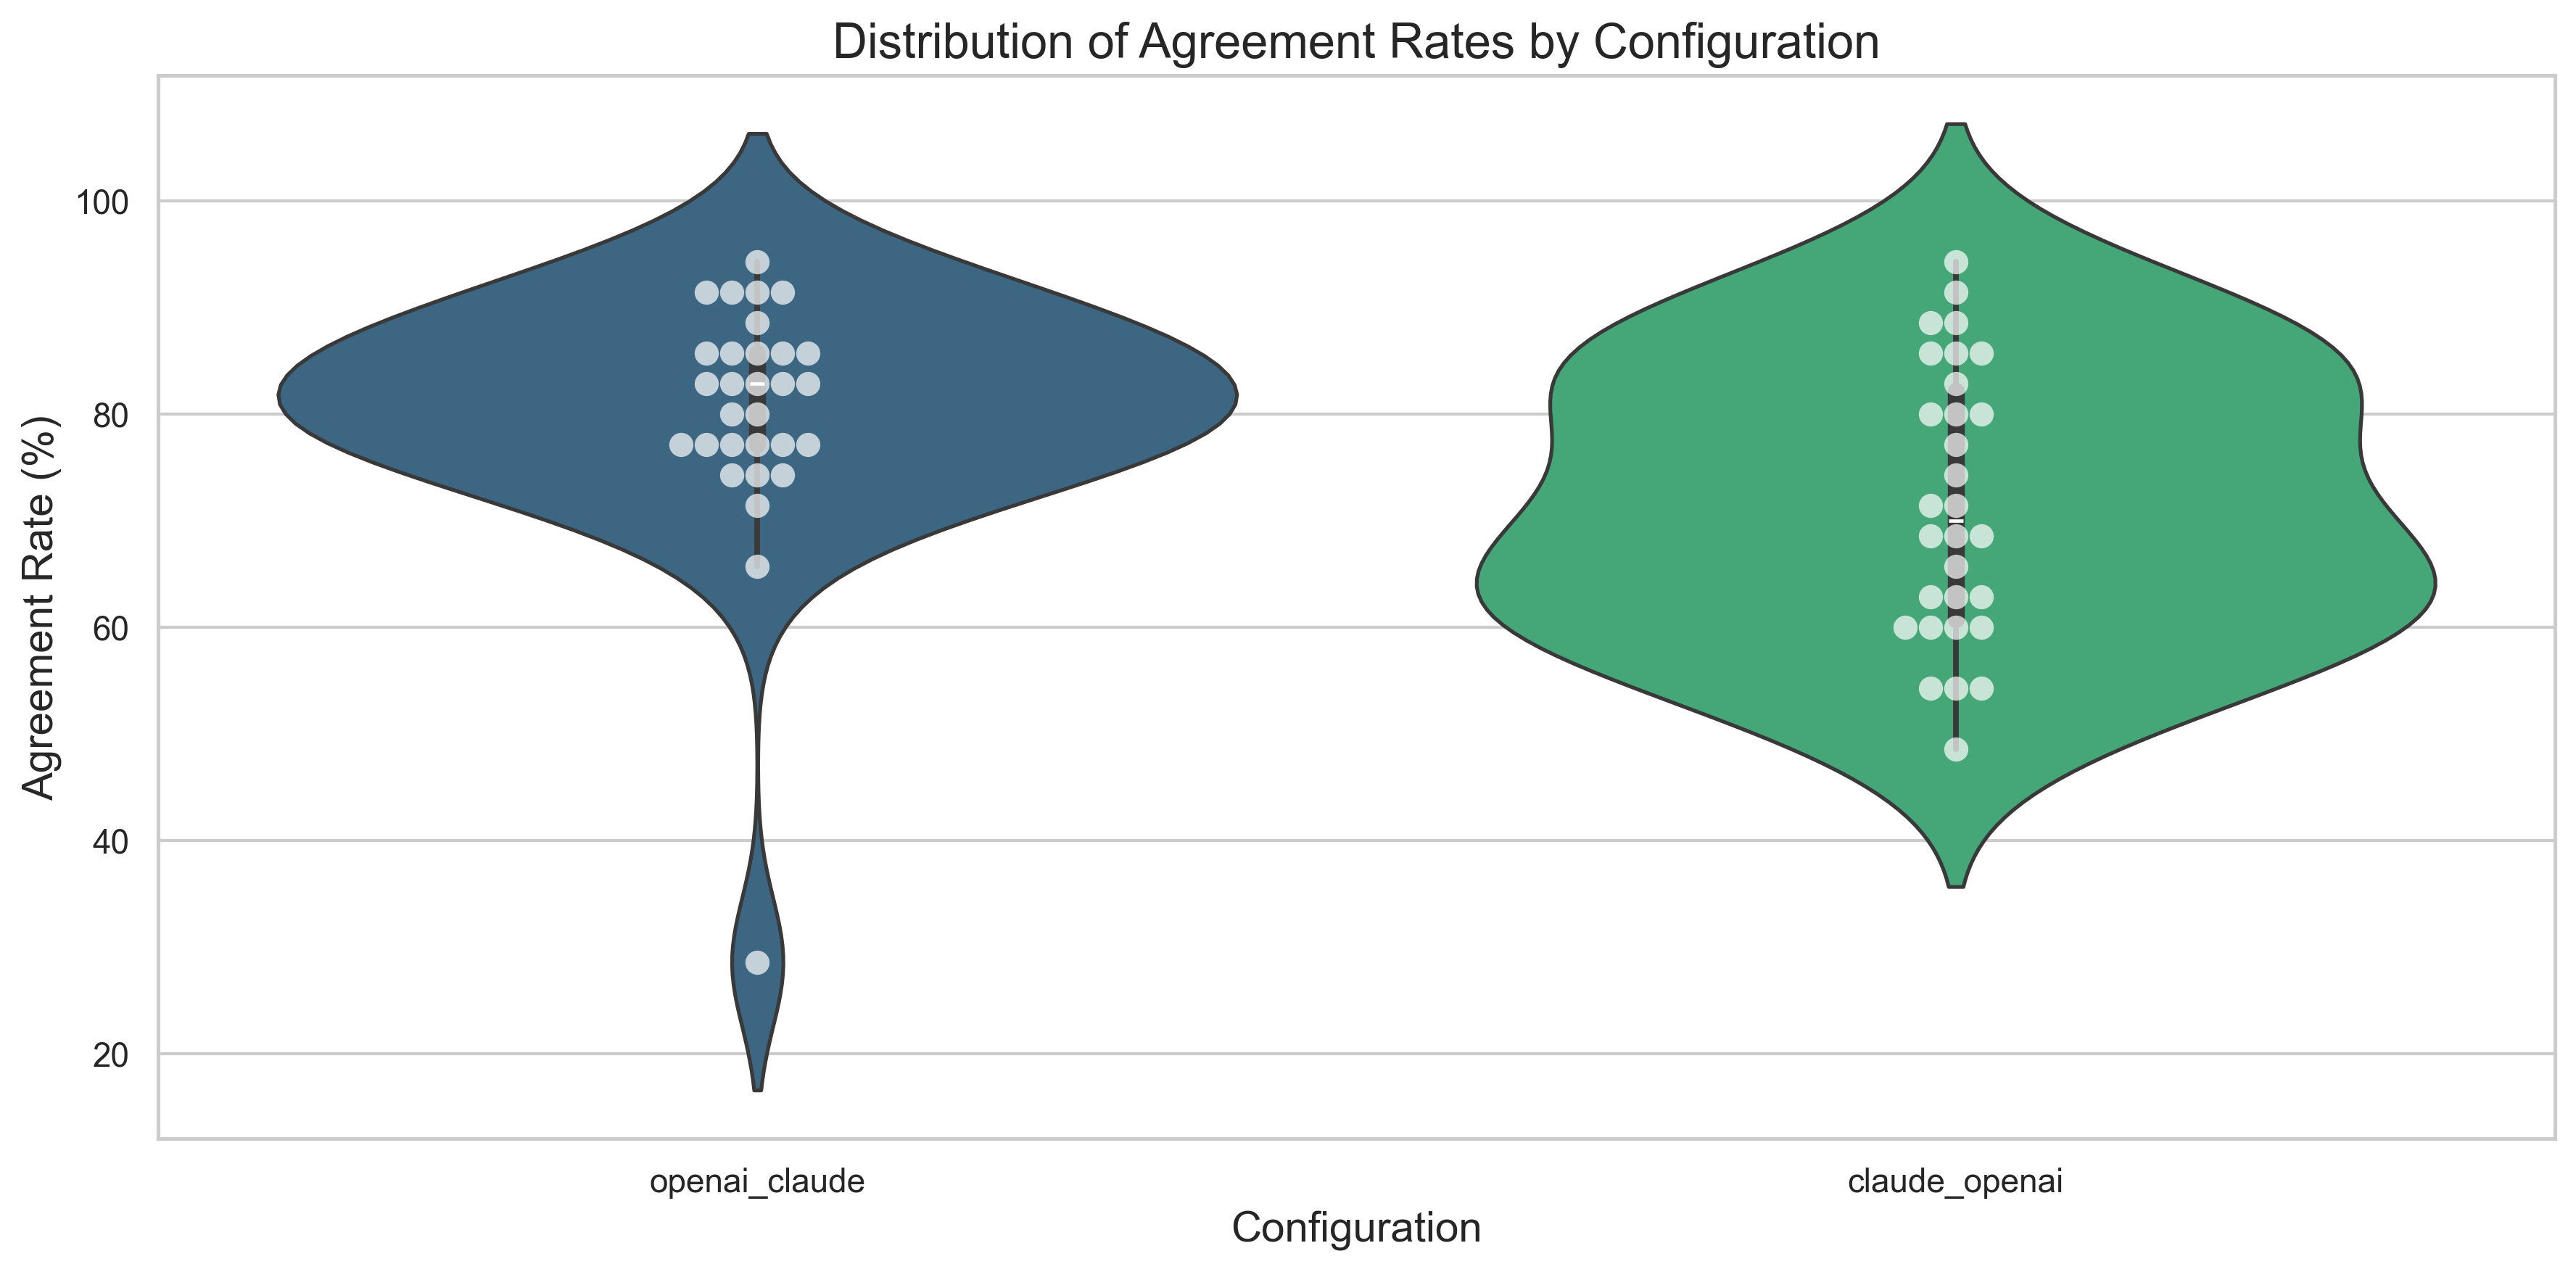 Distribution of Agreement Rates by Configuration
Agreement Rate (%)
100
80
60
40
20
openai_claude
claude_openai
Configuration